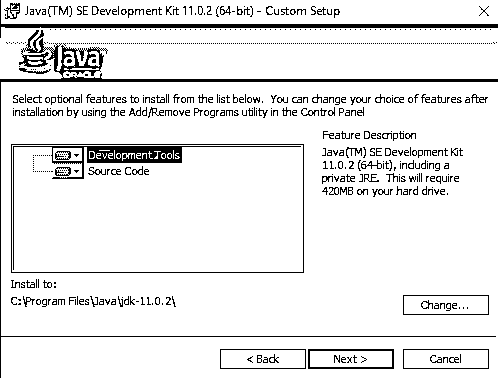 Java(TM) SE Development Kit 11.0.2 (64-bit) - Custom Setup
Java
ORACLE
Select optional features to install from the list below. You can change your choice of features after
installation by using the Add/Remove Programs utility in the Control Panel
Development Tools
Source Code
Feature Description
Java(TM) SE Development Kit
11.0.2 (64-bit), including a
private JRE. This will require
420MB on your hard drive.
Install to:
C:\Program Files\Java\jdk-11.0.2\
Change...
< Back
Next >
Cancel